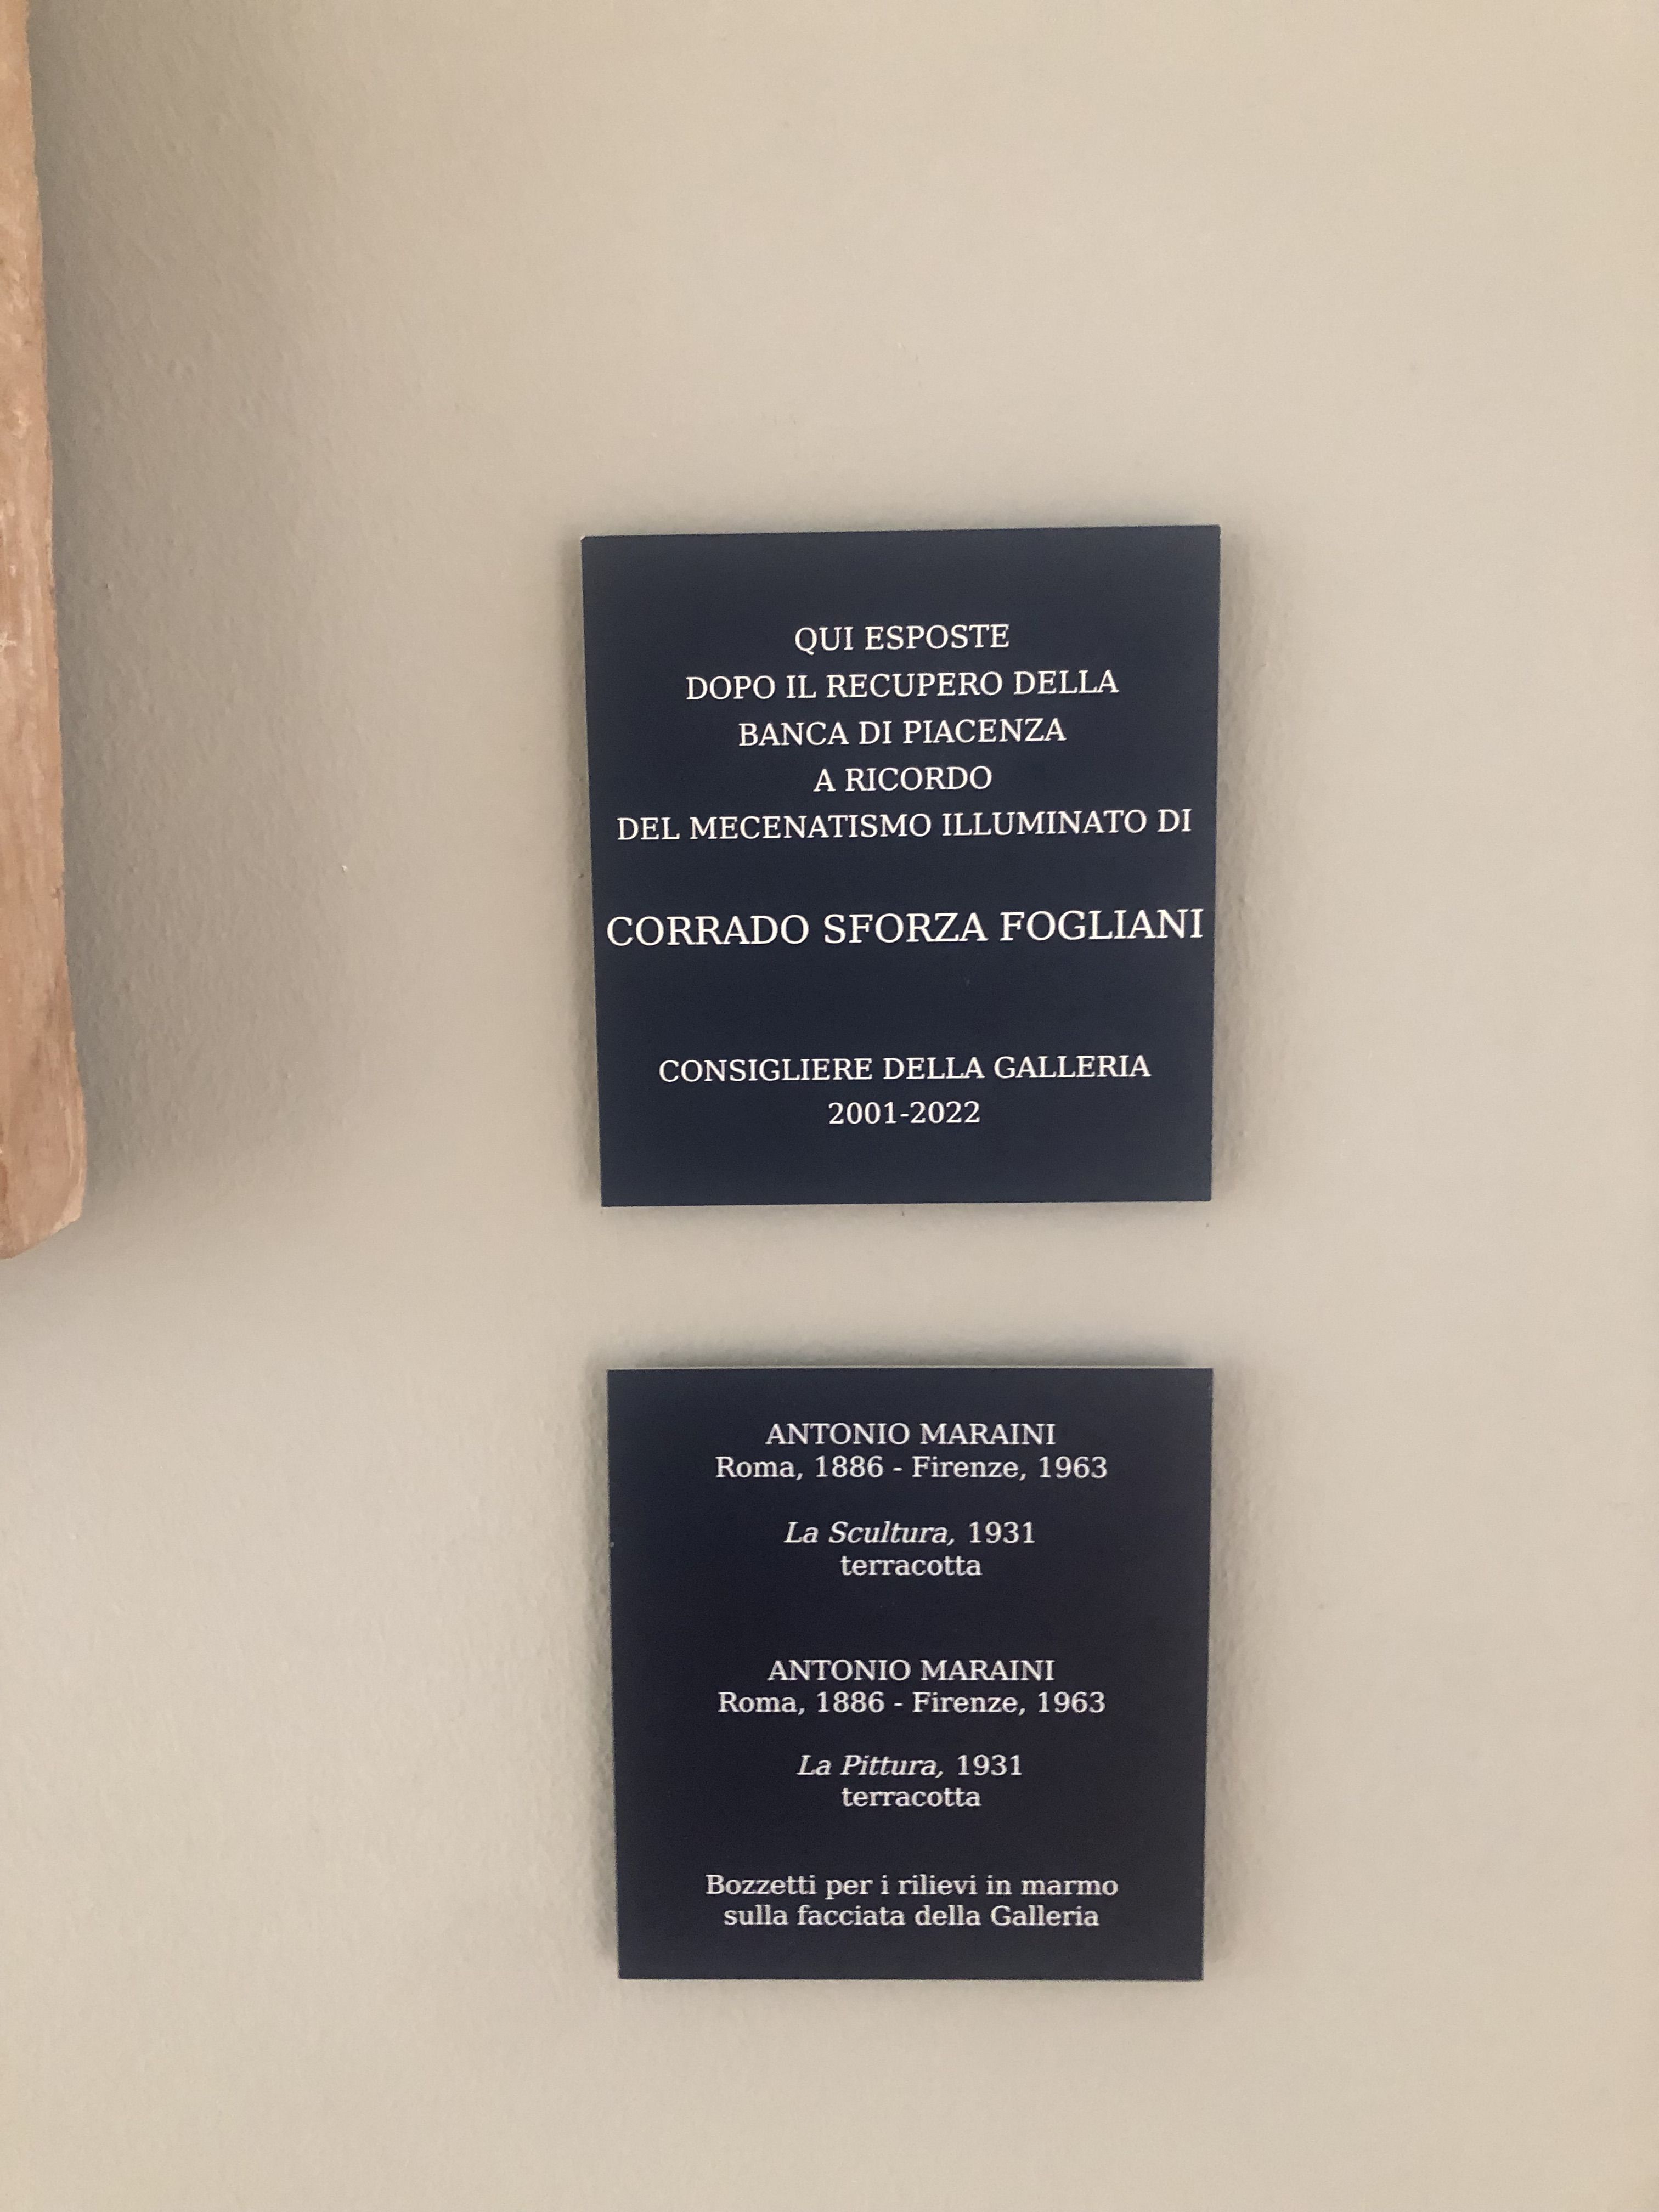 QUI ESPOSTE
DOPO IL RECUPERO DELLA
BANCA DI PIACENZA
A RICORDO
DEL MECENATISMO ILLUMINATO DI
CORRADO SFORZA FOGLIANI
CONSIGLIERE DELLA GALLERIA
2001-2022
ANTONIO MARAINI
Roma, 1886 - Firenze, 1963
La Scultura, 1931
terracotta
ANTONIO MARAINI
Roma, 1886 - Firenze, 1963
La Pittura, 1931
terracotta
Bozzetti per i rilievi in marmo
sulla facciata della Galleria